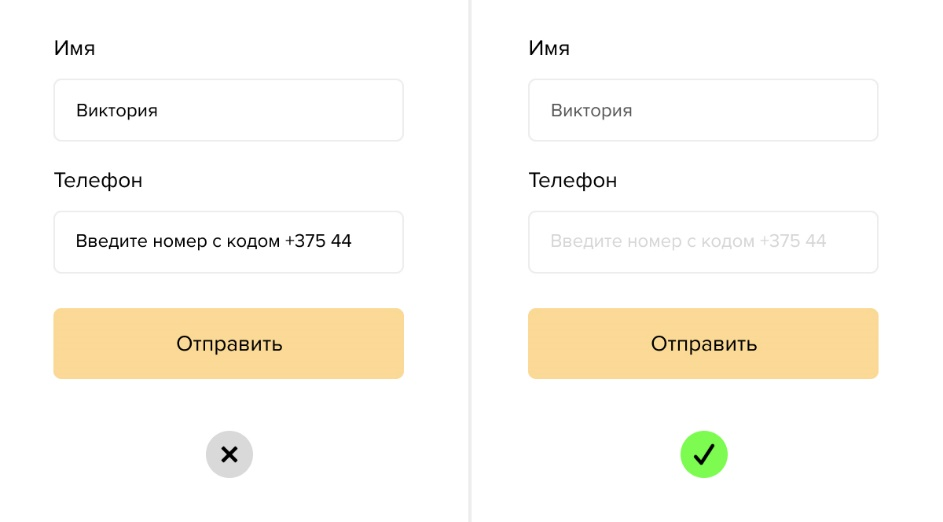 Имя
Виктория
Телефон
Введите номер с кодом +375 44
Отправить
Имя
Виктория
Телефон
Введите номер с кодом +375 44
Отправить